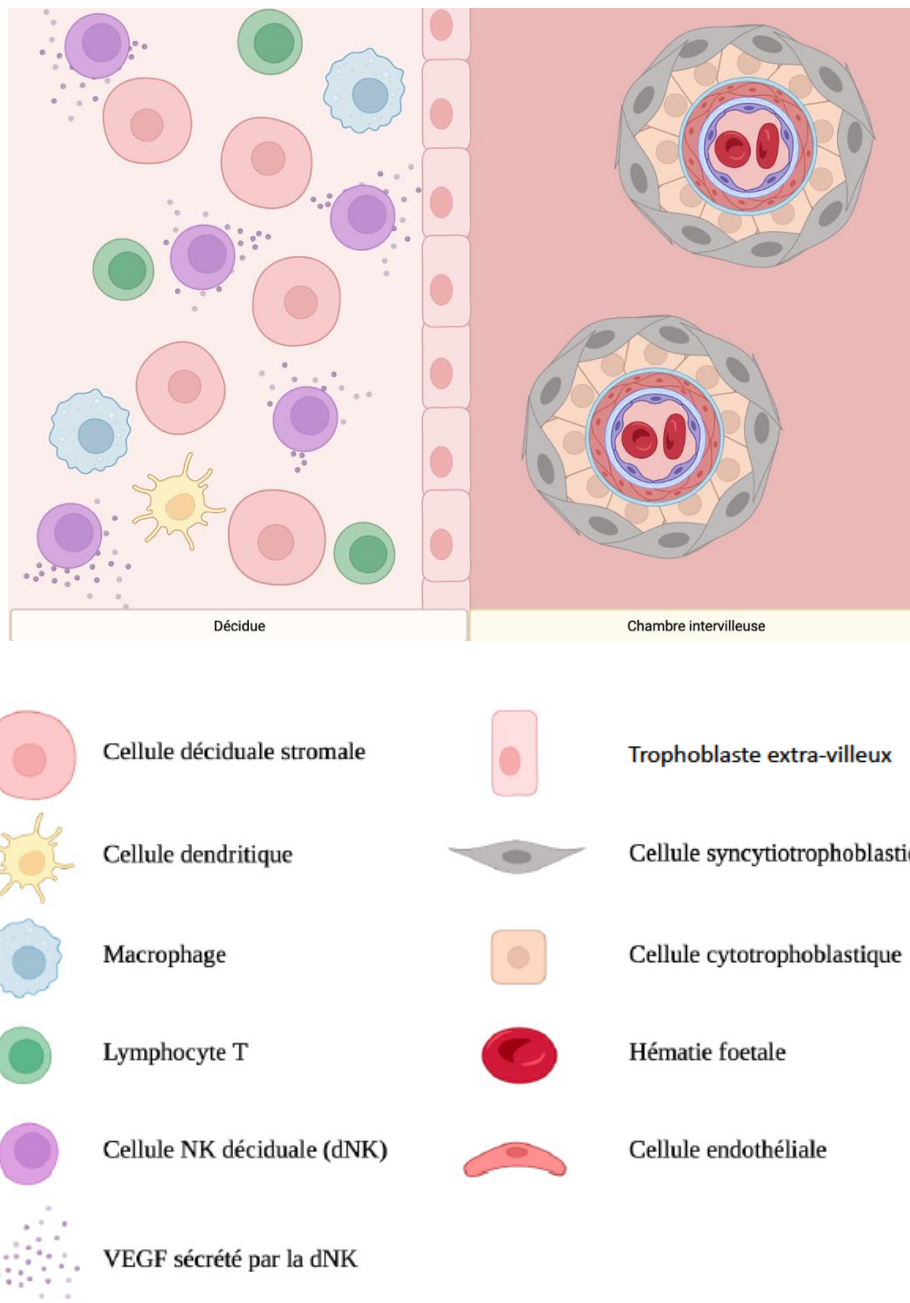 Décidue
Chambre intervilleuse
Cellule déciduale stromale
Trophoblaste extra-villeux
Cellule dendritique
Cellule
Macrophage
Cellule cytotrophoblastique
Lymphocyte T
Hématie foetale
Cellule NK déciduale (dNK)
Cellule endothéliale
VEGF sécrété par la dNK